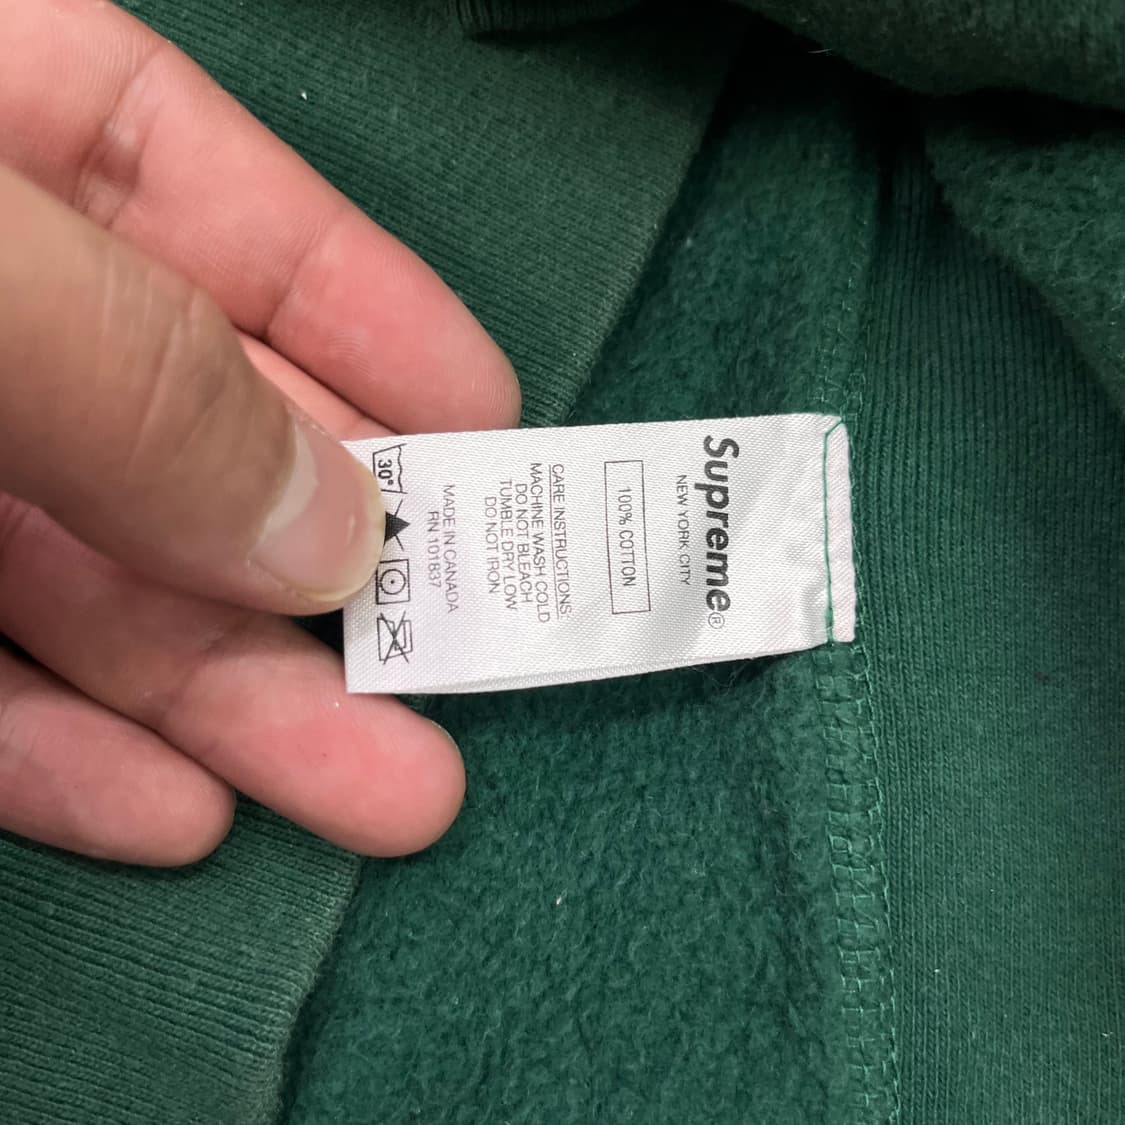 Supreme®
NEW YORK CITY
100% COTTON
CARE INSTRUCTIONS:
MACHINE WASH COLD
DO NOT BLEACH
TUMBLE DRY LOW
DO NOT IRON
MADE IN CANADA
RN 101837
30°